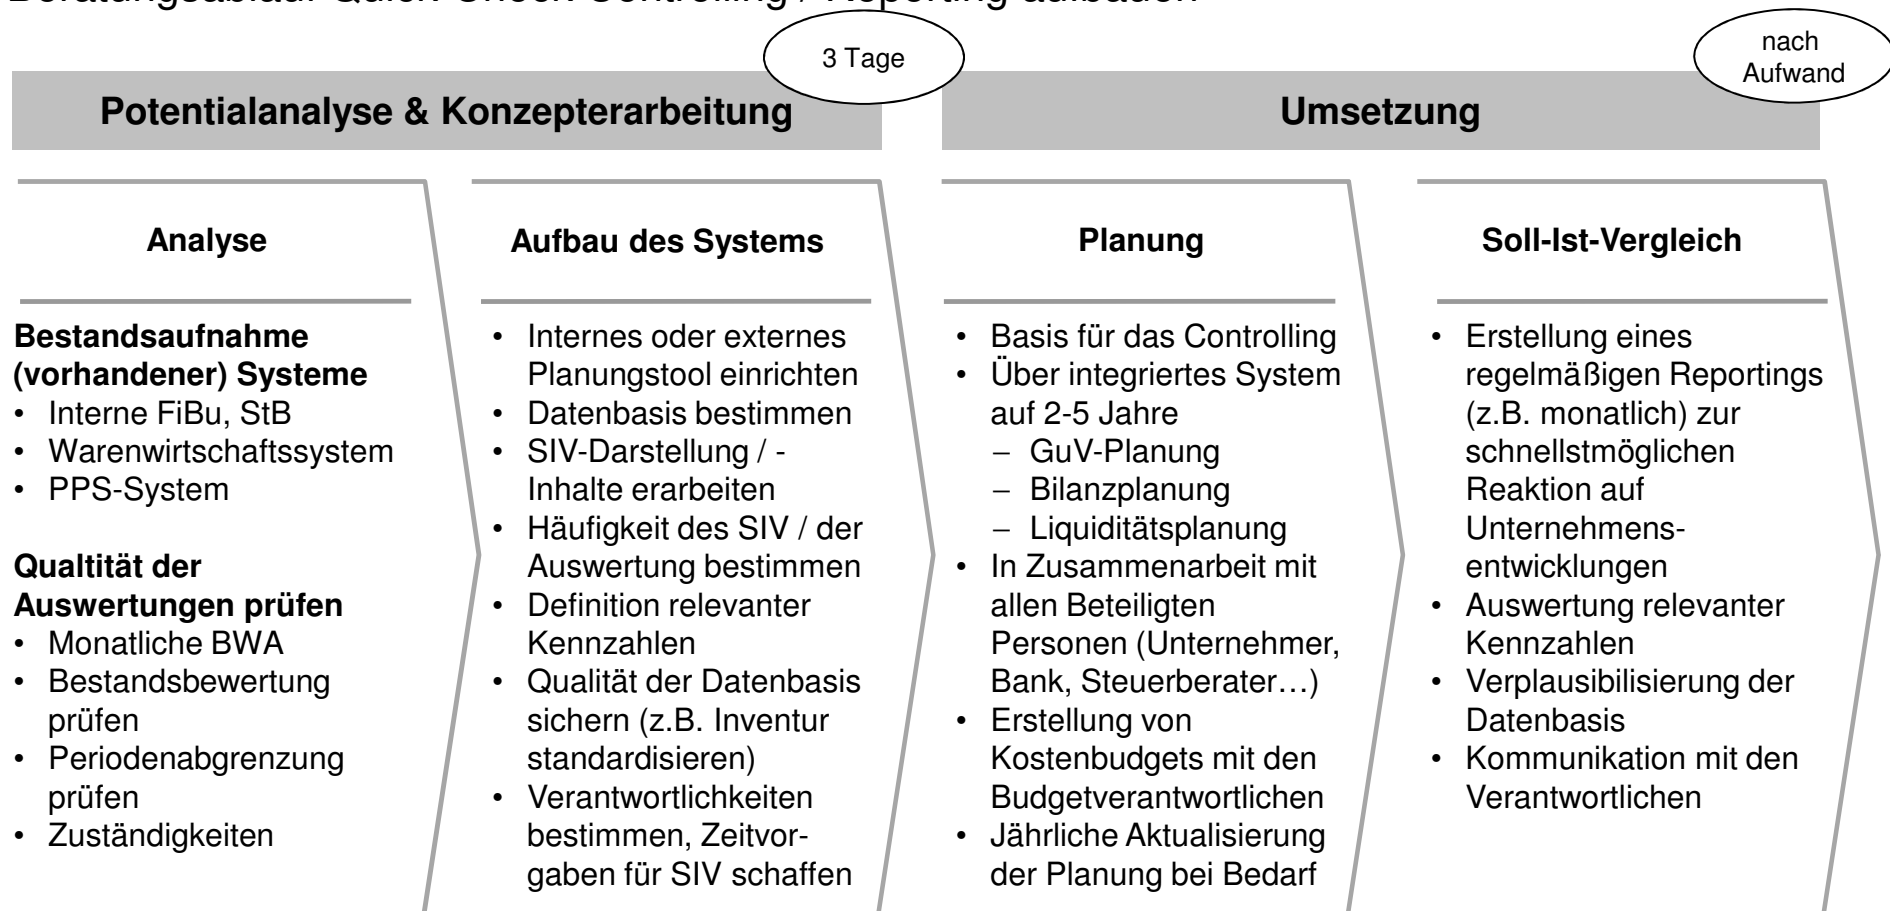 Beratungsablauf Quick-Check Controlling / Reporting aufbauen
3 Tage
nach
Aufwand
Potentialanalyse & Konzepterarbeitung
Umsetzung
Analyse
Bestandsaufnahme
(vorhandener) Systeme
• Interne FiBu, StB
• Warenwirtschaftssystem
• PPS-System
Qualtität der
Auswertungen prüfen
• Monatliche BWA
• Bestandsbewertung
prüfen
• Periodenabgrenzung
prüfen
• Zuständigkeiten
Aufbau des Systems
• Internes oder externes
Planungstool einrichten
• Datenbasis bestimmen
• SIV-Darstellung / -
Inhalte erarbeiten
• Häufigkeit des SIV / der
Auswertung bestimmen
• Definition relevanter
Kennzahlen
• Qualität der Datenbasis
sichern (z.B. Inventur
standardisieren)
• Verantwortlichkeiten
bestimmen, Zeitvor-
gaben für SIV schaffen
Planung
• Basis für das Controlling
• Über integriertes System
auf 2-5 Jahre
– GuV-Planung
– Bilanzplanung
– Liquiditätsplanung
• In Zusammenarbeit mit
allen Beteiligten
Personen (Unternehmer,
Bank, Steuerberater…)
• Erstellung von
Kostenbudgets mit den
Budgetverantwortlichen
• Jährliche Aktualisierung
der Planung bei Bedarf
Soll-Ist-Vergleich
• Erstellung eines
regelmäßigen Reportings
(z.B. monatlich) zur
schnellstmöglichen
Reaktion auf
Unternehmens-
entwicklungen
• Auswertung relevanter
Kennzahlen
• Verplausibilisierung der
Datenbasis
• Kommunikation mit den
Verantwortlichen